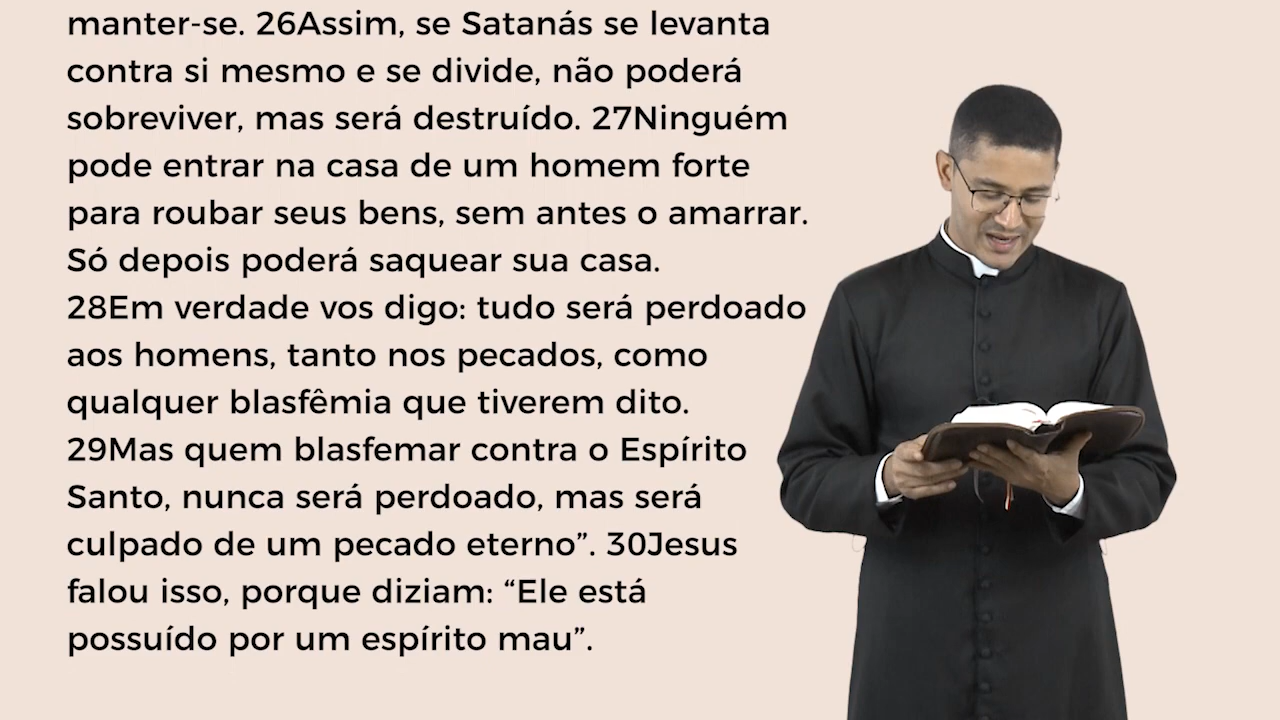 manter-se. 26Assim, se Satanás se levanta
contra si mesmo e se divide, não poderá
sobreviver, mas será destruído. 27Ninguém
pode entrar na casa de um homem forte
para roubar seus bens, sem antes o amarrar.
Só depois poderá saquear sua casa.
28Em verdade vos digo: tudo será perdoado
aos homens, tanto nos pecados, como
qualquer blasfêmia que tiverem dito.
29Mas quem blasfemar contra o Espírito
Santo, nunca será perdoado, mas será
culpado de um pecado eterno”. 30Jesus
falou isso, porque diziam: “Ele está
possuído por um espírito mau”.